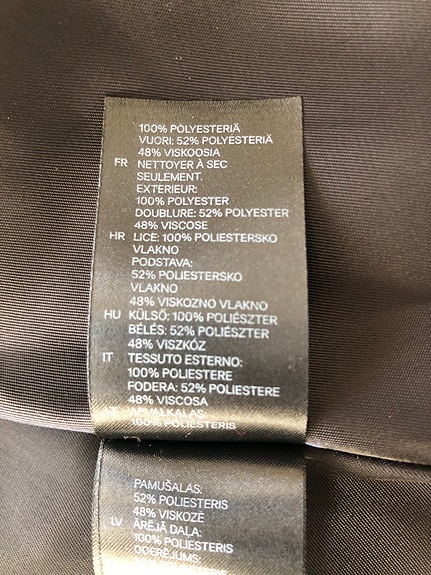 100% POLYESTERIÄ
VUORI: 52% POLYESTERIÄ
48% VISKOOSIA
FR NETTOYER À SEC
SEULEMENT.
EXTERIEUR:
100% POLYESTER
DOUBLURE: 52% POLYESTER
48% VISCOSE
HR LICE: 100% POLIESTERSKO
VLAKNO
PODSTAVA:
52% POLIESTERSKO
VLAKNO
48% VISKOZNO VLAKNO
HU KÜLSŐ: 100% POLIÉSZTER
BÉLÉS: 52% POLIÉSZTER
48% VISZKÓZ
IT TESSUTO ESTERNO:
100% POLIESTERE
FODERA: 52% POLIESTERE
48% VISCOSA
LT APVALKALAS:
100% POLIESTERIS
PAMUŠALAS:
52% POLIESTERIS
48% VISKOZĖ
LV ĀRĒJĀ DAĻA:
100% POLIESTERIS
ODERĒJUMS: